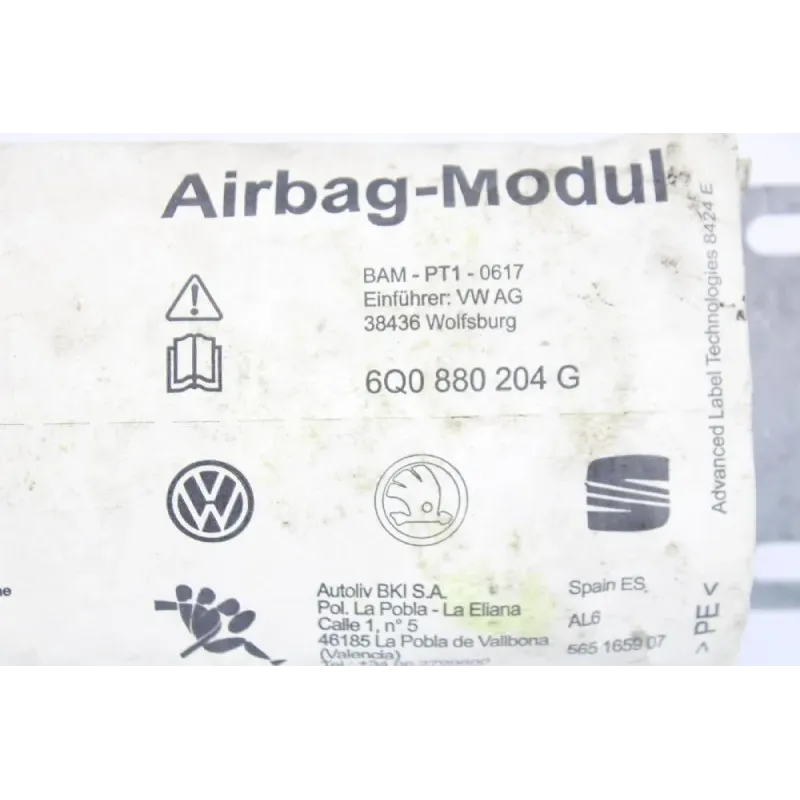 Airbag-Modul
BAM - PT1 - 0617
Einführer: VW AG
38436 Wolfsburg
6Q0 880 204 G
Advanced Label Technologies 8424 E
Autoliv BKI S.A.
Pol. La Pobla - La Eliana
Calle 1, n° 5
46185 La Pobla de Vallbona
(Valencia)
Spain ES
AL6
565 1659 07
>PE<